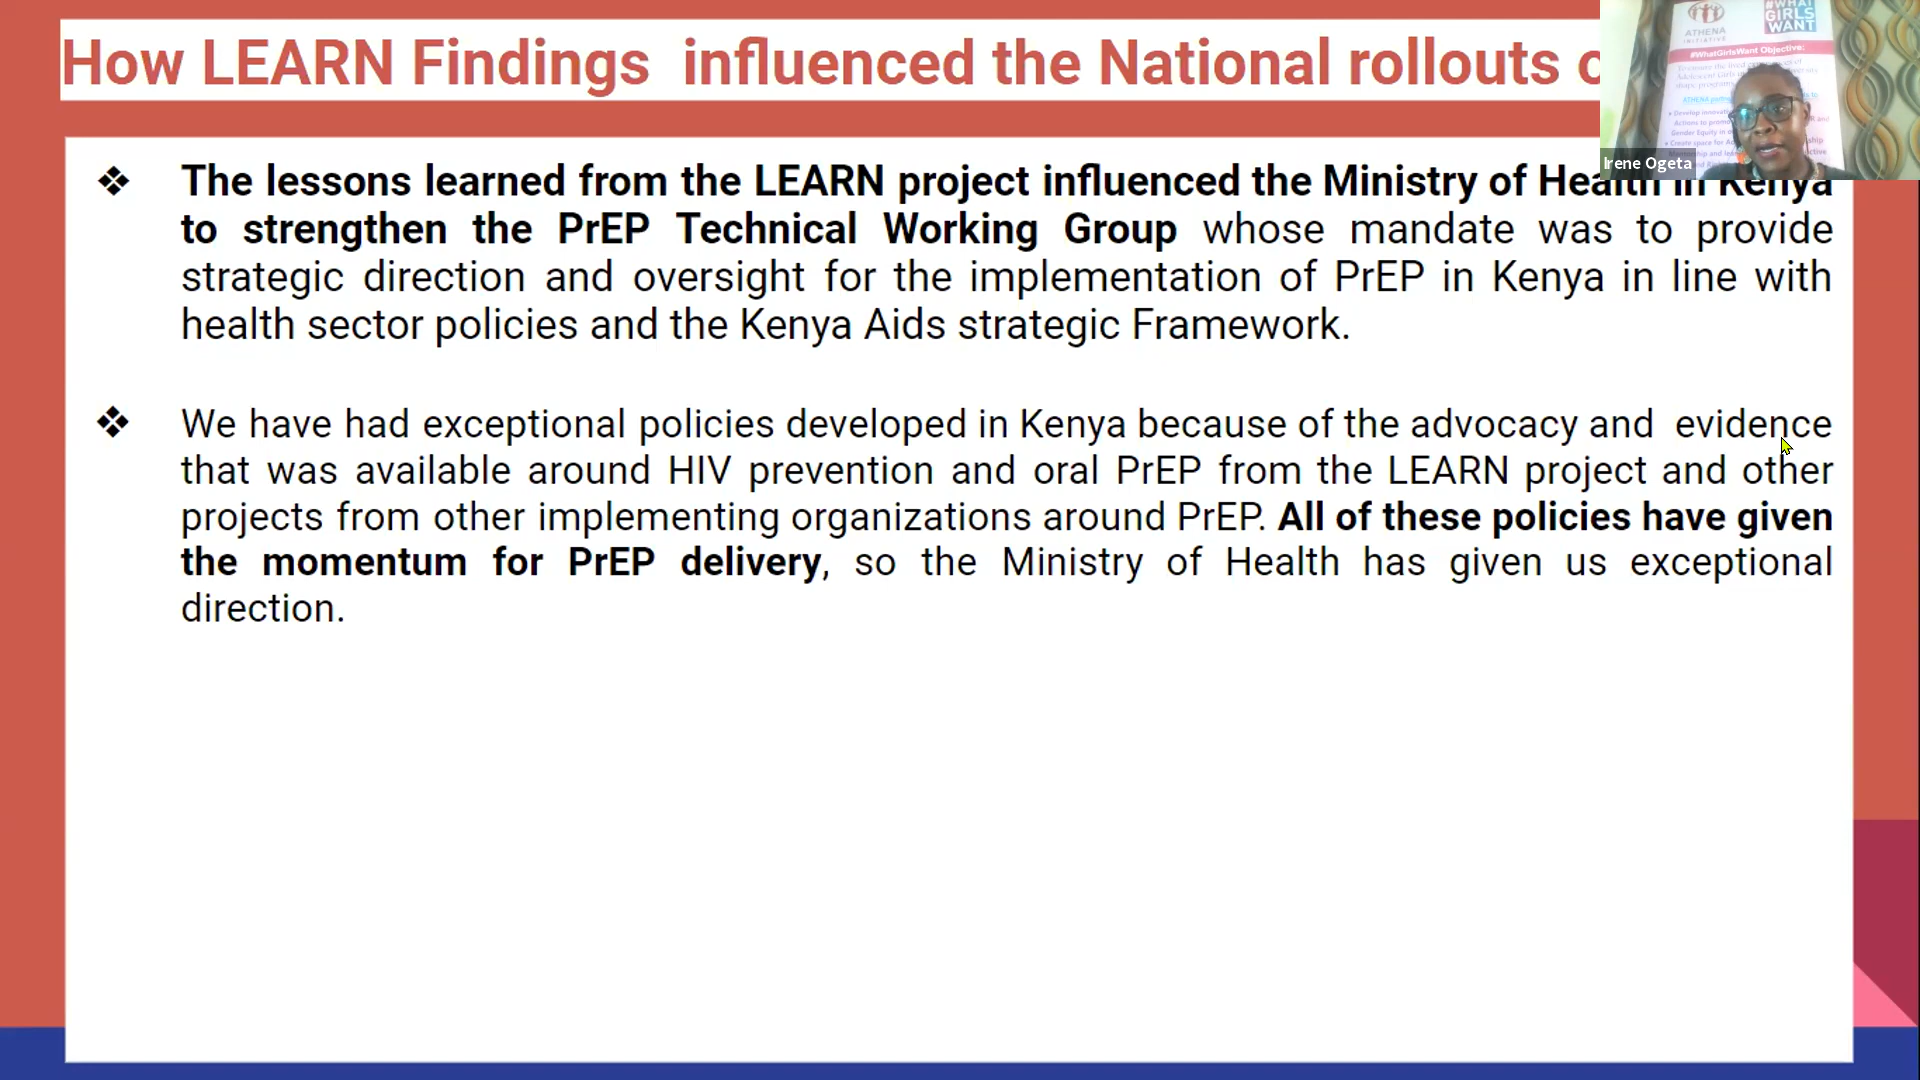 How LEARN Findings influenced the National rollouts
ATHENA
INITIATIVE
#WHAT
GIRLS
WANT
#WhatGirlsWant Objective:
Irene Ogeta
❖ The lessons learned from the LEARN project influenced the Ministry of Health in Kenya
to strengthen the PrEP Technical Working Group whose mandate was to provide
strategic direction and oversight for the implementation of PrEP in Kenya in line with
health sector policies and the Kenya Aids strategic Framework.
❖ We have had exceptional policies developed in Kenya because of the advocacy and evidence
that was available around HIV prevention and oral PrEP from the LEARN project and other
projects from other implementing organizations around PrEP. All of these policies have given
the momentum for PrEP delivery, so the Ministry of Health has given us exceptional
direction.